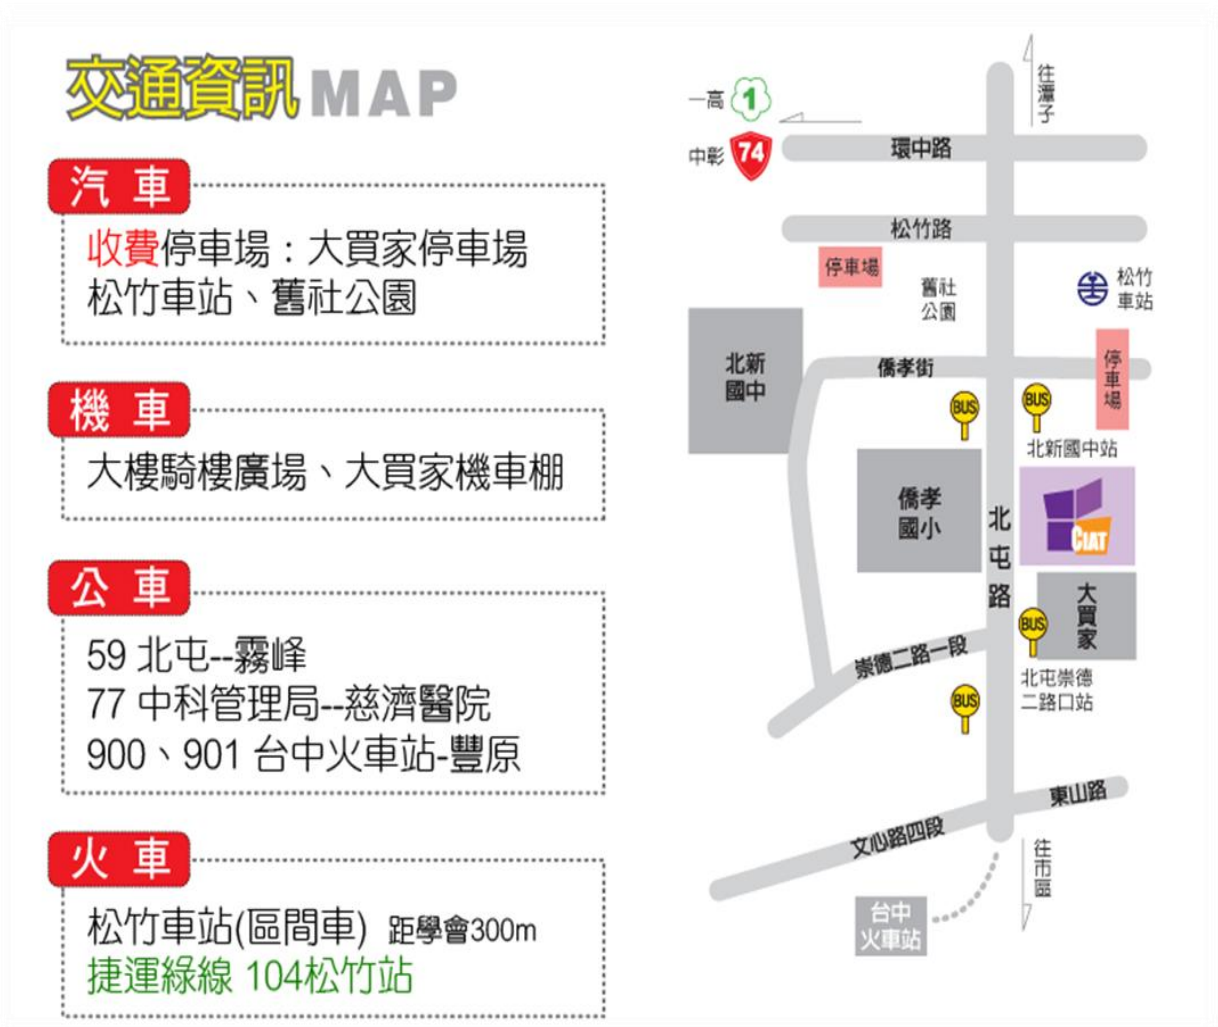 交通資訊 MAP
汽車
收費停車場：大買家停車場
松竹車站、舊社公園
機車
大樓騎樓廣場、大買家機車棚
公車
59 北屯--霧峰
77 中科管理局--慈濟醫院
900、901 台中火車站-豐原
火車
松竹車站(區間車) 距學會300m
捷運綠線 104松竹站
往潭子
一高 1
中彰 74
環中路
松竹路
停車場
舊社
公園
松竹
車站
北新
國中
僑孝街
停車場
BUS
BUS
北新國中站
僑孝
國小
北屯路
CIAT
大買家
BUS
崇德二路一段
北屯崇德
二路口站
BUS
東山路
文心路四段
往市區
台中
火車站